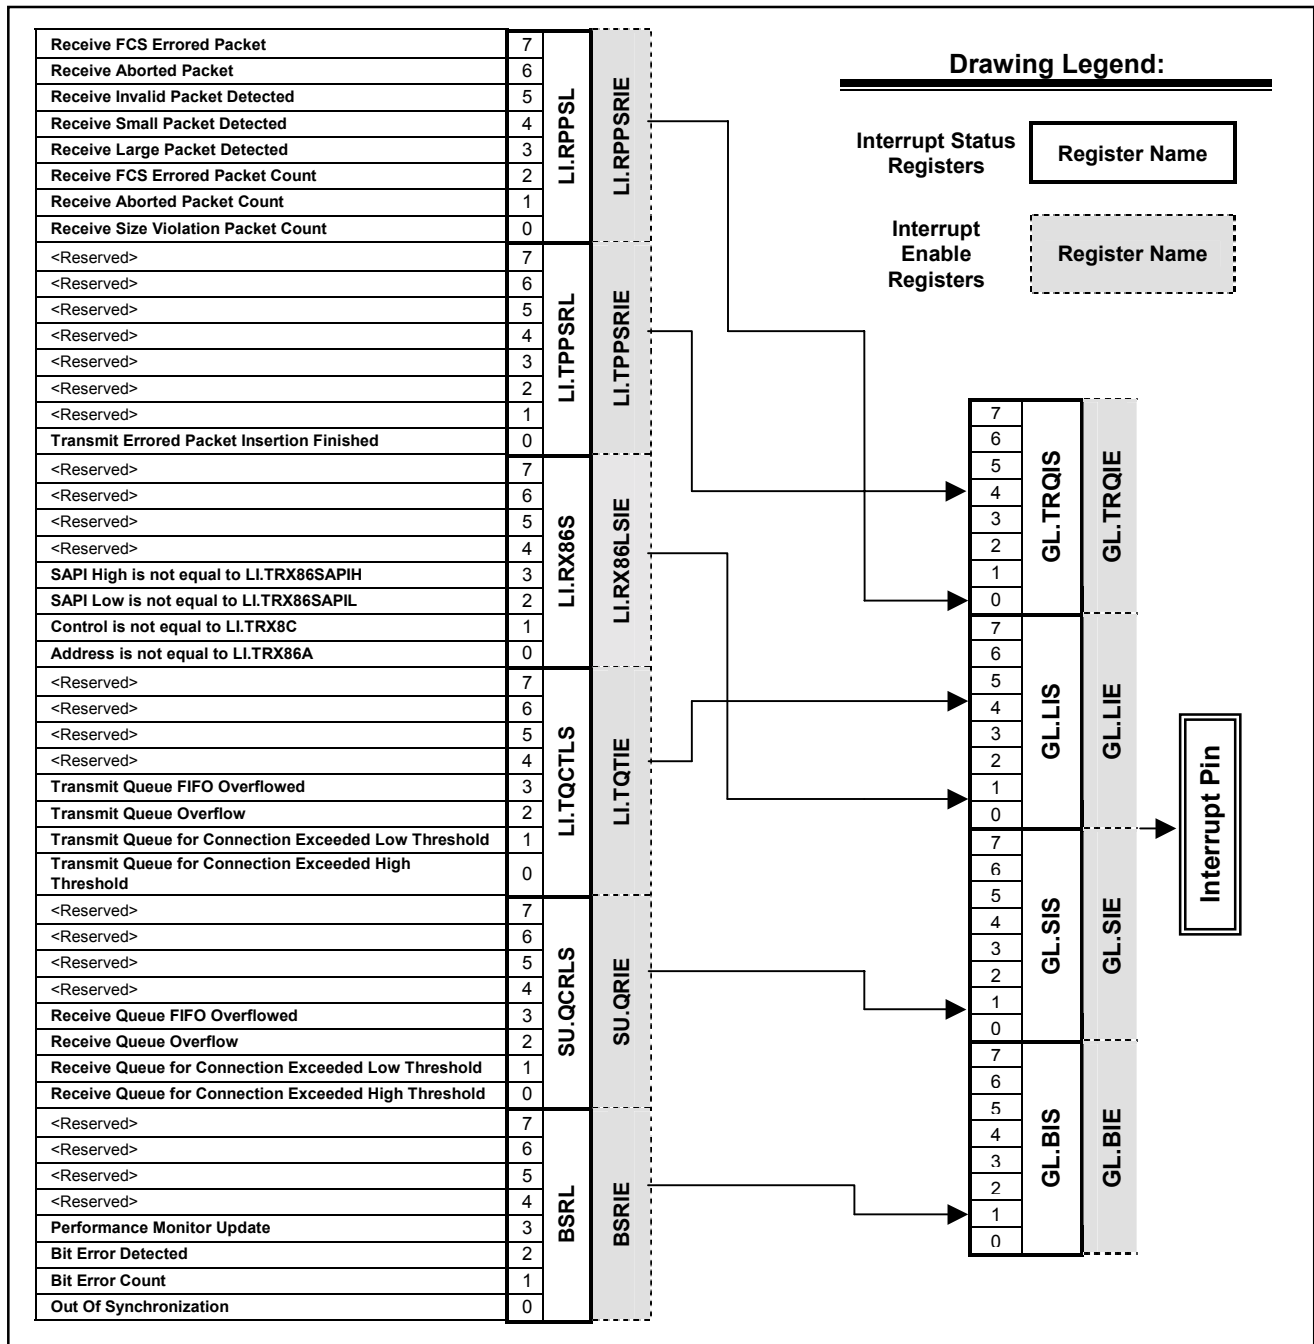 Receive FCS Errored Packet 7
Receive Aborted Packet 6
Receive Invalid Packet Detected 5
Receive Small Packet Detected 4
Receive Large Packet Detected 3
Receive FCS Errored Packet Count 2
Receive Aborted Packet Count 1
Receive Size Violation Packet Count 0
LI.RPPSL
LI.RPPSRIE
<Reserved> 7
<Reserved> 6
<Reserved> 5
<Reserved> 4
<Reserved> 3
<Reserved> 2
<Reserved> 1
Transmit Errored Packet Insertion Finished 0
LI.TPPSRL
LI.TPPSRIE
<Reserved> 7
<Reserved> 6
<Reserved> 5
<Reserved> 4
SAPI High is not equal to LI.TRX86SAPIH 3
SAPI Low is not equal to LI.TRX86SAPIL 2
Control is not equal to LI.TRX8C 1
Address is not equal to LI.TRX86A 0
LI.RX86S
LI.RX86LSIE
<Reserved> 7
<Reserved> 6
<Reserved> 5
<Reserved> 4
Transmit Queue FIFO Overflowed 3
Transmit Queue Overflow 2
Transmit Queue for Connection Exceeded Low Threshold 1
Transmit Queue for Connection Exceeded High
Threshold 0
LI.TQCTLS
LI.TQTIE
<Reserved> 7
<Reserved> 6
<Reserved> 5
<Reserved> 4
Receive Queue FIFO Overflowed 3
Receive Queue Overflow 2
Receive Queue for Connection Exceeded Low Threshold 1
Receive Queue for Connection Exceeded High Threshold 0
SU.QCRLS
SU.QRIE
<Reserved> 7
<Reserved> 6
<Reserved> 5
<Reserved> 4
Performance Monitor Update 3
Bit Error Detected 2
Bit Error Count 1
Out Of Synchronization 0
BSRL
BSRIE
Drawing Legend:
Interrupt Status
Registers
Register Name
Interrupt
Enable
Registers
Register Name
7
6
5
4
3
2
1
0
GL.TRQIS
GL.TRQIE
7
6
5
4
3
2
1
0
GL.LIS
GL.LIE
7
6
5
4
3
2
1
0
GL.SIS
GL.SIE
7
6
5
4
3
2
1
0
GL.BIS
GL.BIE
Interrupt Pin